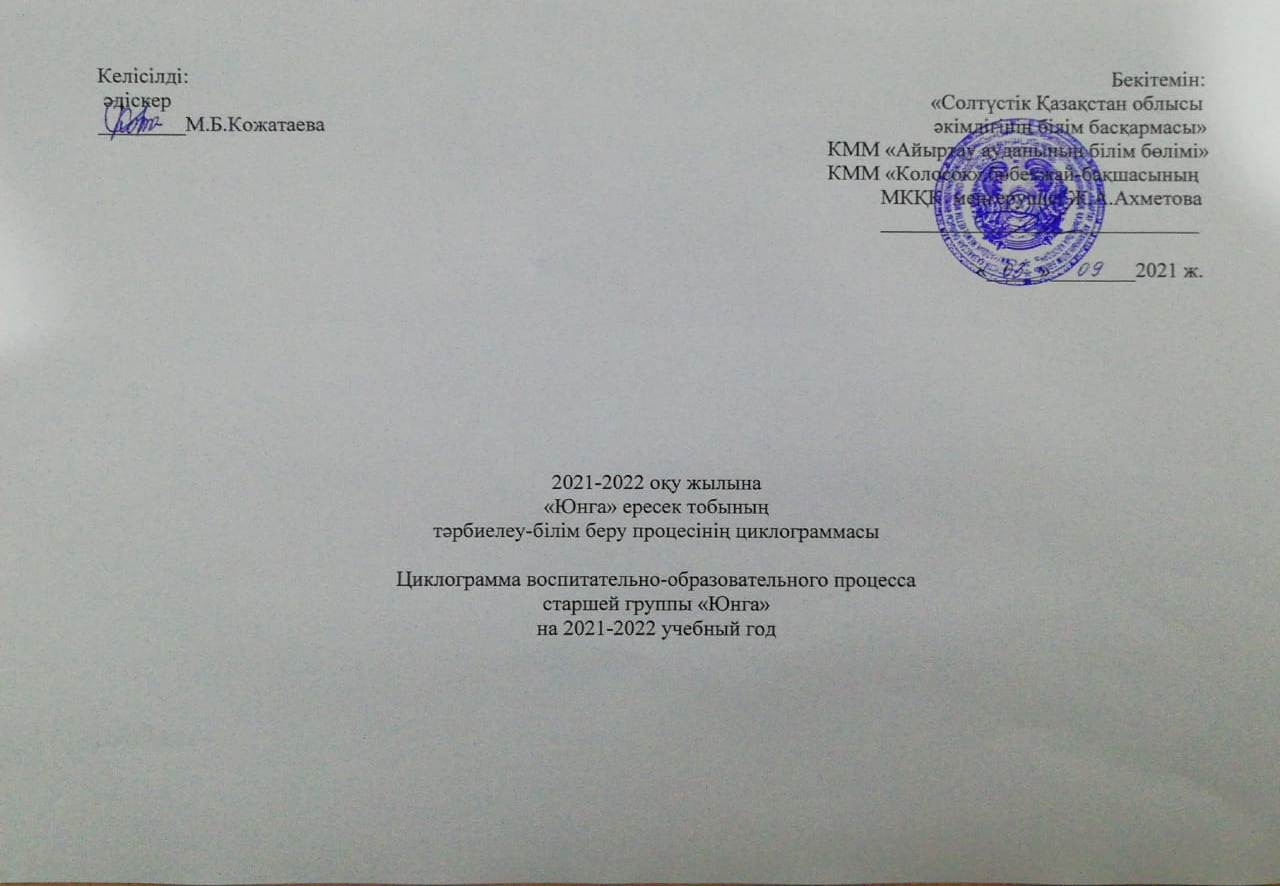 Келісілді:
әдіскер
________М.Б.Кожатаева
Бекітемін:
«Солтүстік Қазақстан облысы
әкімдігінің білім басқармасы»
КММ «Айыртау ауданының білім бөлімі»
КММ «Колосок» бөбекжай-бақшасының
МКҚК меңгерушісі Ж.А.Ахметова
« 03 » 09 2021 ж.
2021-2022 оқу жылына
«Юнга» ересек тобының
тәрбиелеу-білім беру процесінің циклограммасы
Циклограмма воспитательно-образовательного процесса
старшей группы «Юнга»
на 2021-2022 учебный год